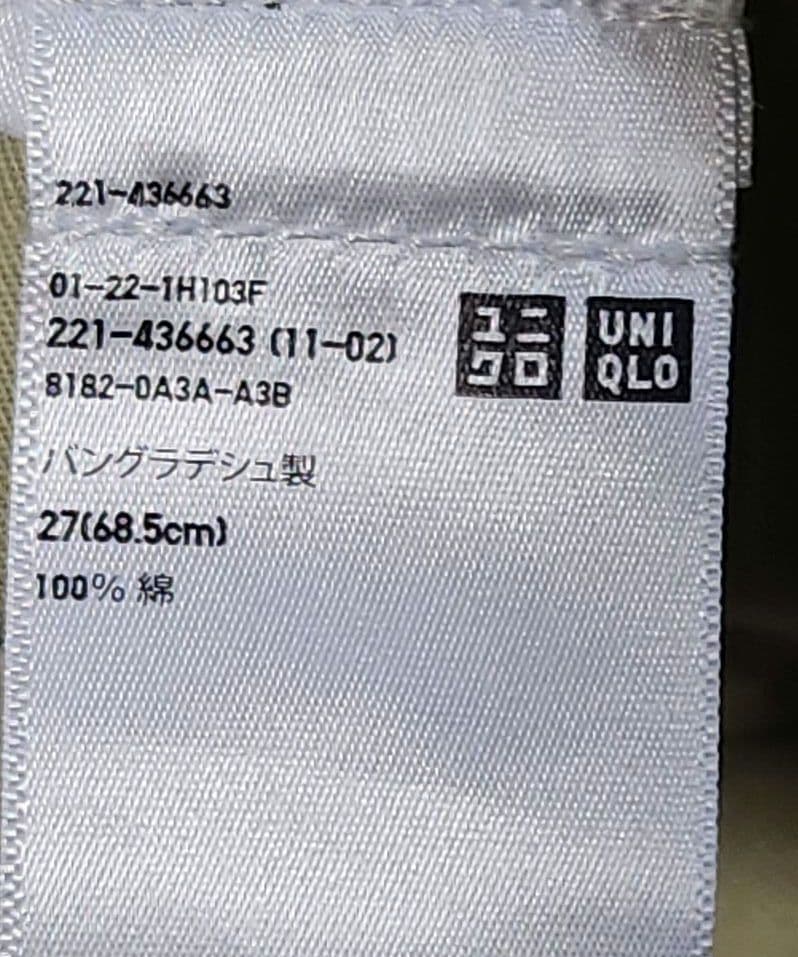 221-436663
01-22-1H103F
221-436663 (11-02)
8182-0A3A-A3B
ユニ
クロ
UNI
QLO
バングラデシュ製
27(68.5cm)
100% 綿